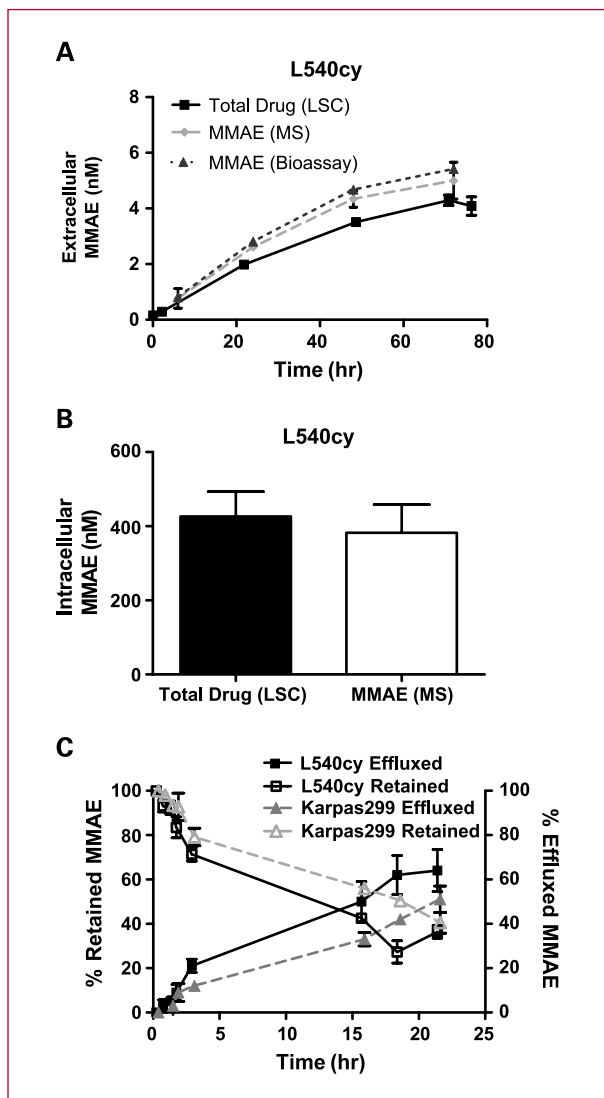 A
L540cy
Total Drug (LSC)
MMAE (MS)
MMAE (Bioassay)
Extracellular
MMAE (nM)
8
6
4
2
0
0 20 40 60 80
Time (hr)
B
L540cy
Intracellular
MMAE (nM)
600
400
200
0
Total Drug (LSC) MMAE (MS)
C
L540cy Effluxed
L540cy Retained
Karpas299 Effluxed
Karpas299 Retained
% Retained MMAE
100
80
60
40
20
0
100
80
60
40
20
0
% Effluxed MMAE
0 5 10 15 20 25
Time (hr)